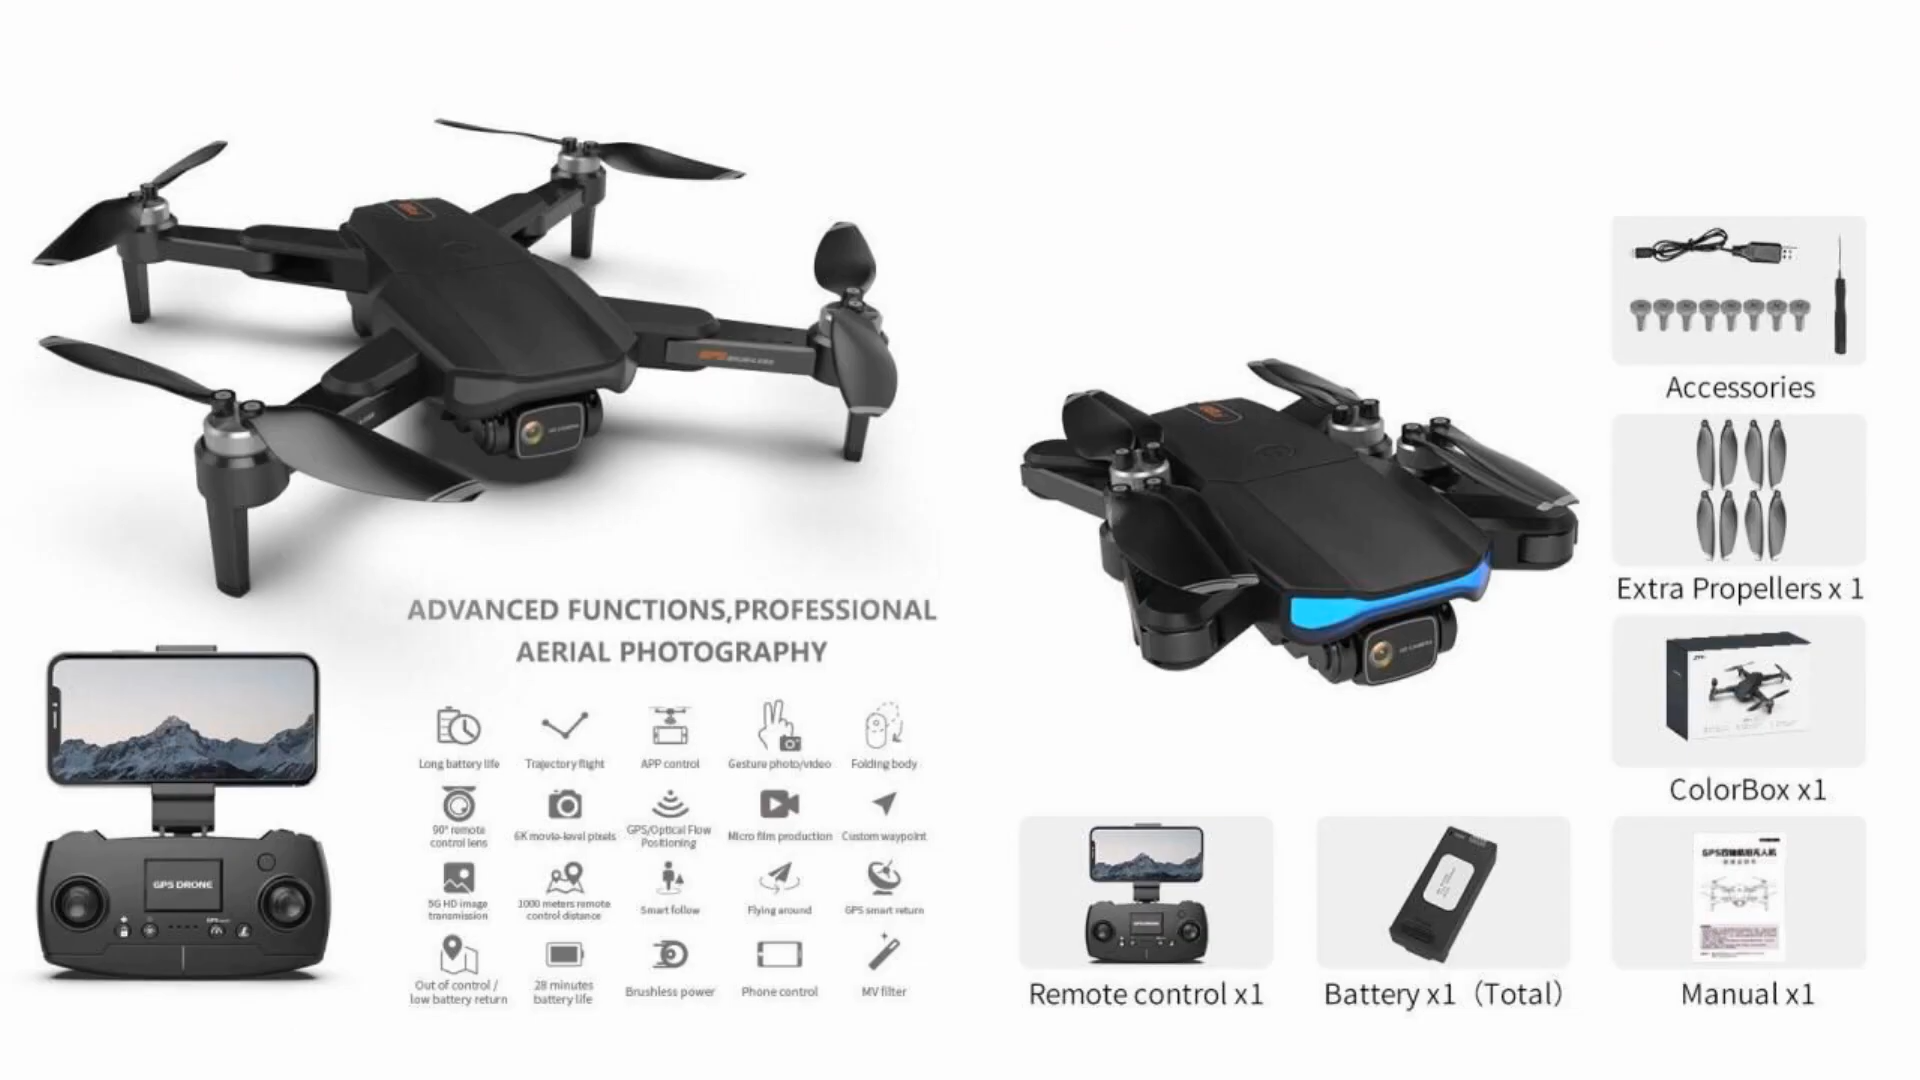 GPS
ADVANCED FUNCTIONS,PROFESSIONAL
AERIAL PHOTOGRAPHY
Long battery life
Trajectory flight
APP control
Gesture photo/video
Folding body
90° remote
control lens
6K movie-level pixels
GPS/Optical Flow
Positioning
Micro film production
Custom waypoint
5G HD image
transmission
1000 meters remote
control distance
Smart follow
Flying around
GPS smart return
Out of control /
low battery return
28 minutes
battery life
Brushless power
Phone control
MV filter
GPS DRONE
Accessories
Extra Propellers x 1
ColorBox x1
Remote control x1
Battery x1（Total）
Manual x1